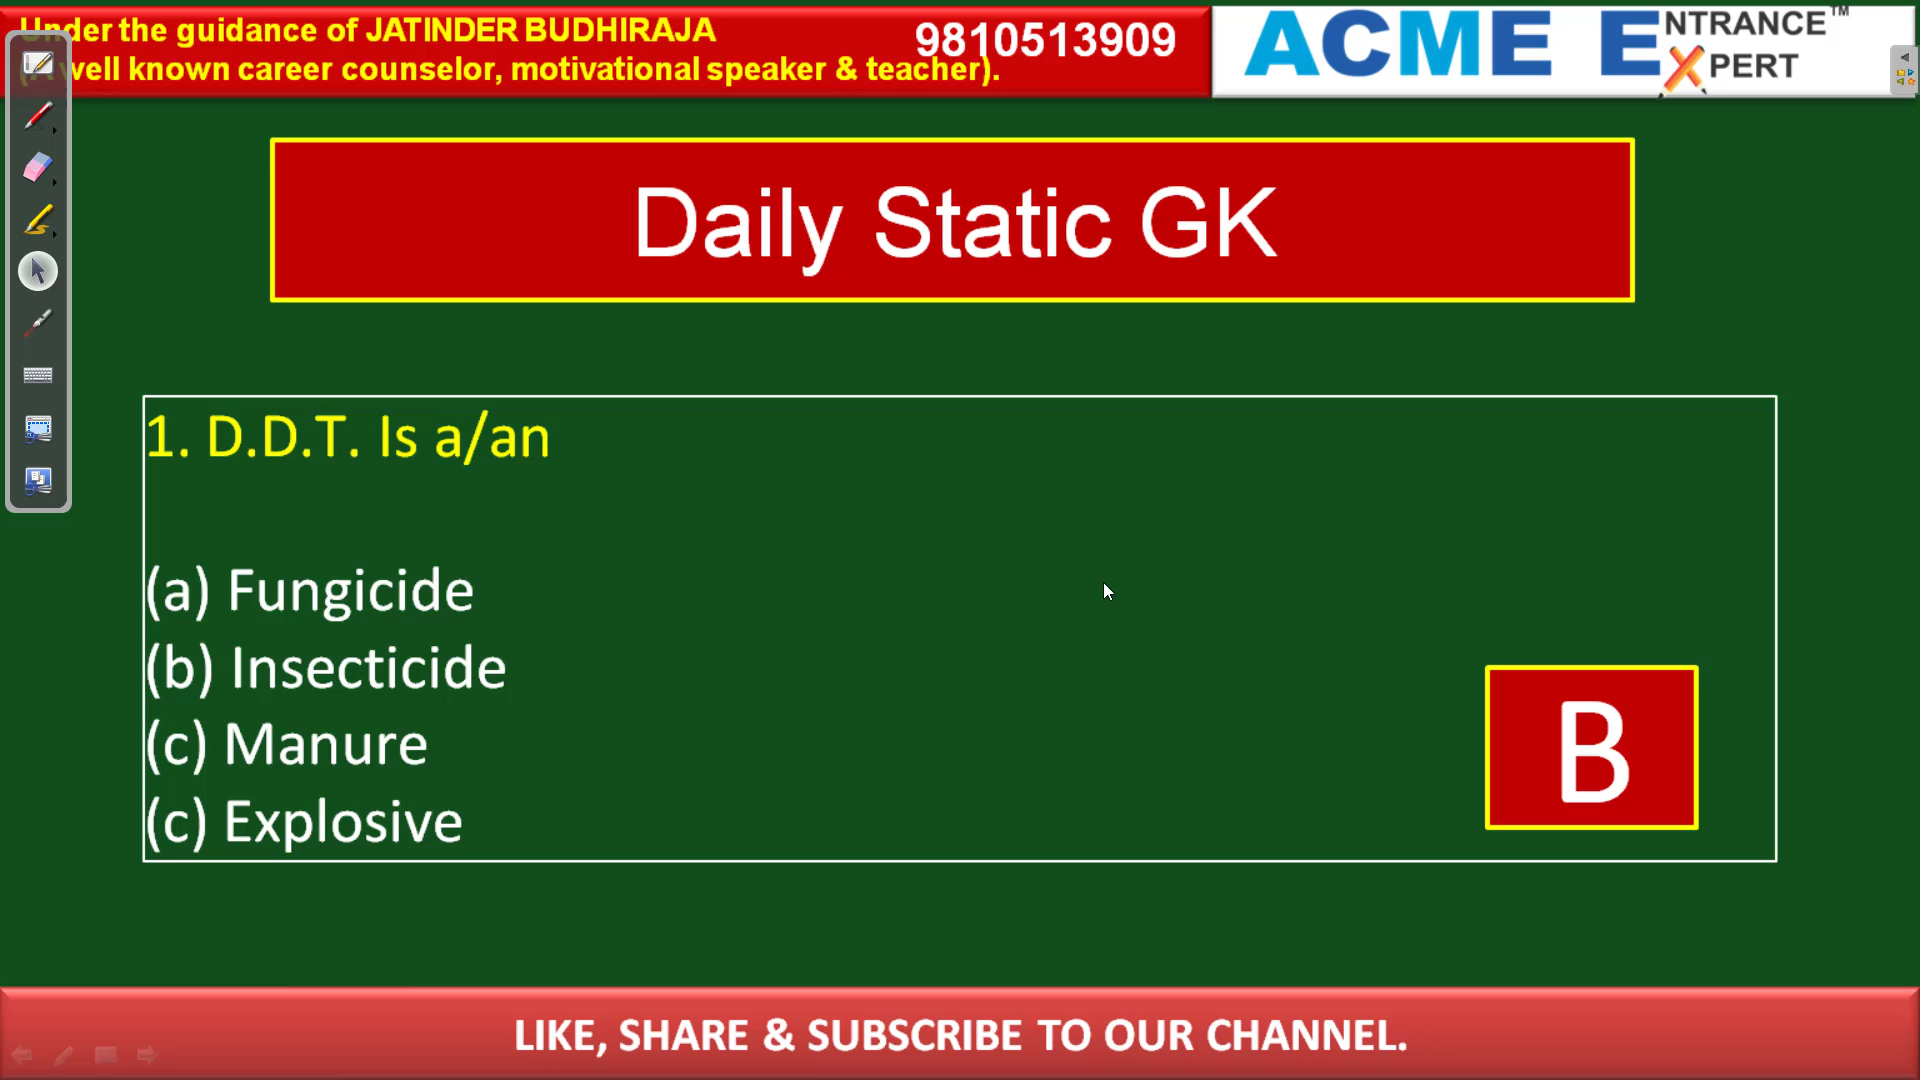 Under the guidance of JATINDER BUDHIRAJA
(A well known career counselor, motivational speaker & teacher).
9810513909
ACME ENTRANCE EXPERT™
Daily Static GK
1. D.D.T. Is a/an
(a) Fungicide
(b) Insecticide
(c) Manure
(c) Explosive
B
LIKE, SHARE & SUBSCRIBE TO OUR CHANNEL.